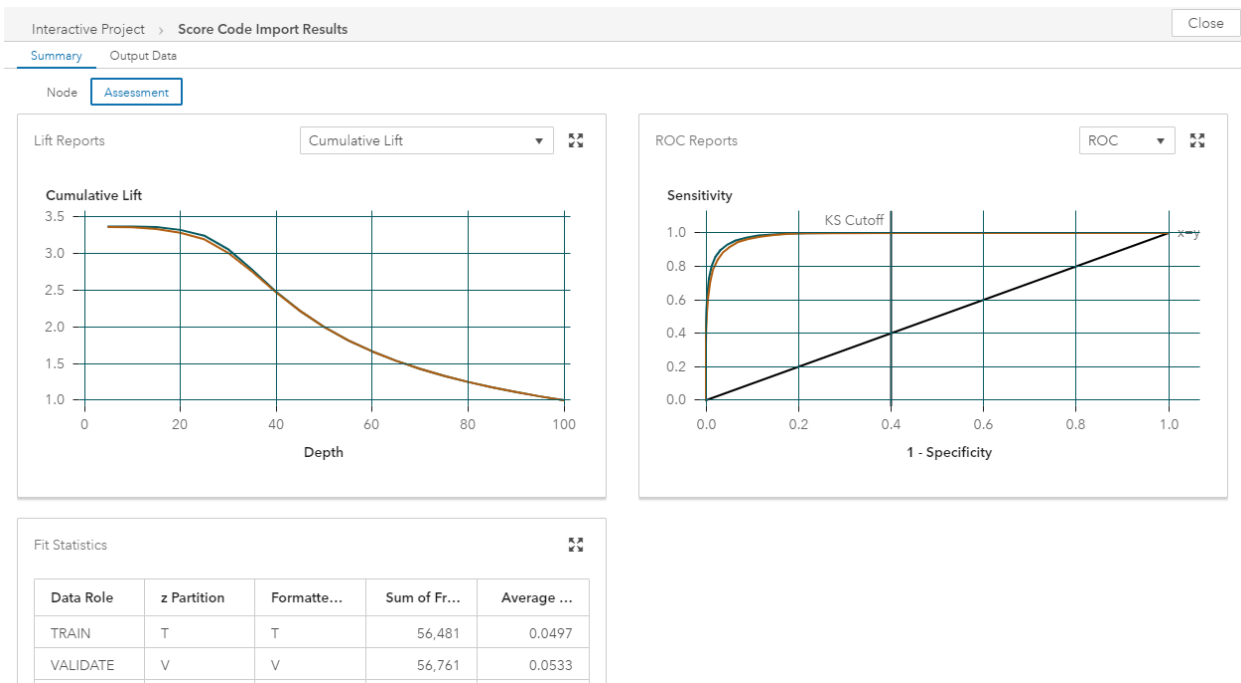 Interactive Project > Score Code Import Results
Close
Summary Output Data
Node Assessment
Lift Reports
Cumulative Lift
Cumulative Lift
3.5
3.0
2.5
2.0
1.5
1.0
0 20 40 60 80 100
Depth
ROC Reports
ROC
Sensitivity
KS Cutoff
1.0
x=y
0.8
0.6
0.4
0.2
0.0
0.0 0.2 0.4 0.6 0.8 1.0
1 - Specificity
Fit Statistics
Data Role z Partition Formatte... Sum of Fr... Average ...
TRAIN T T 56,481 0.0497
VALIDATE V V 56,761 0.0533